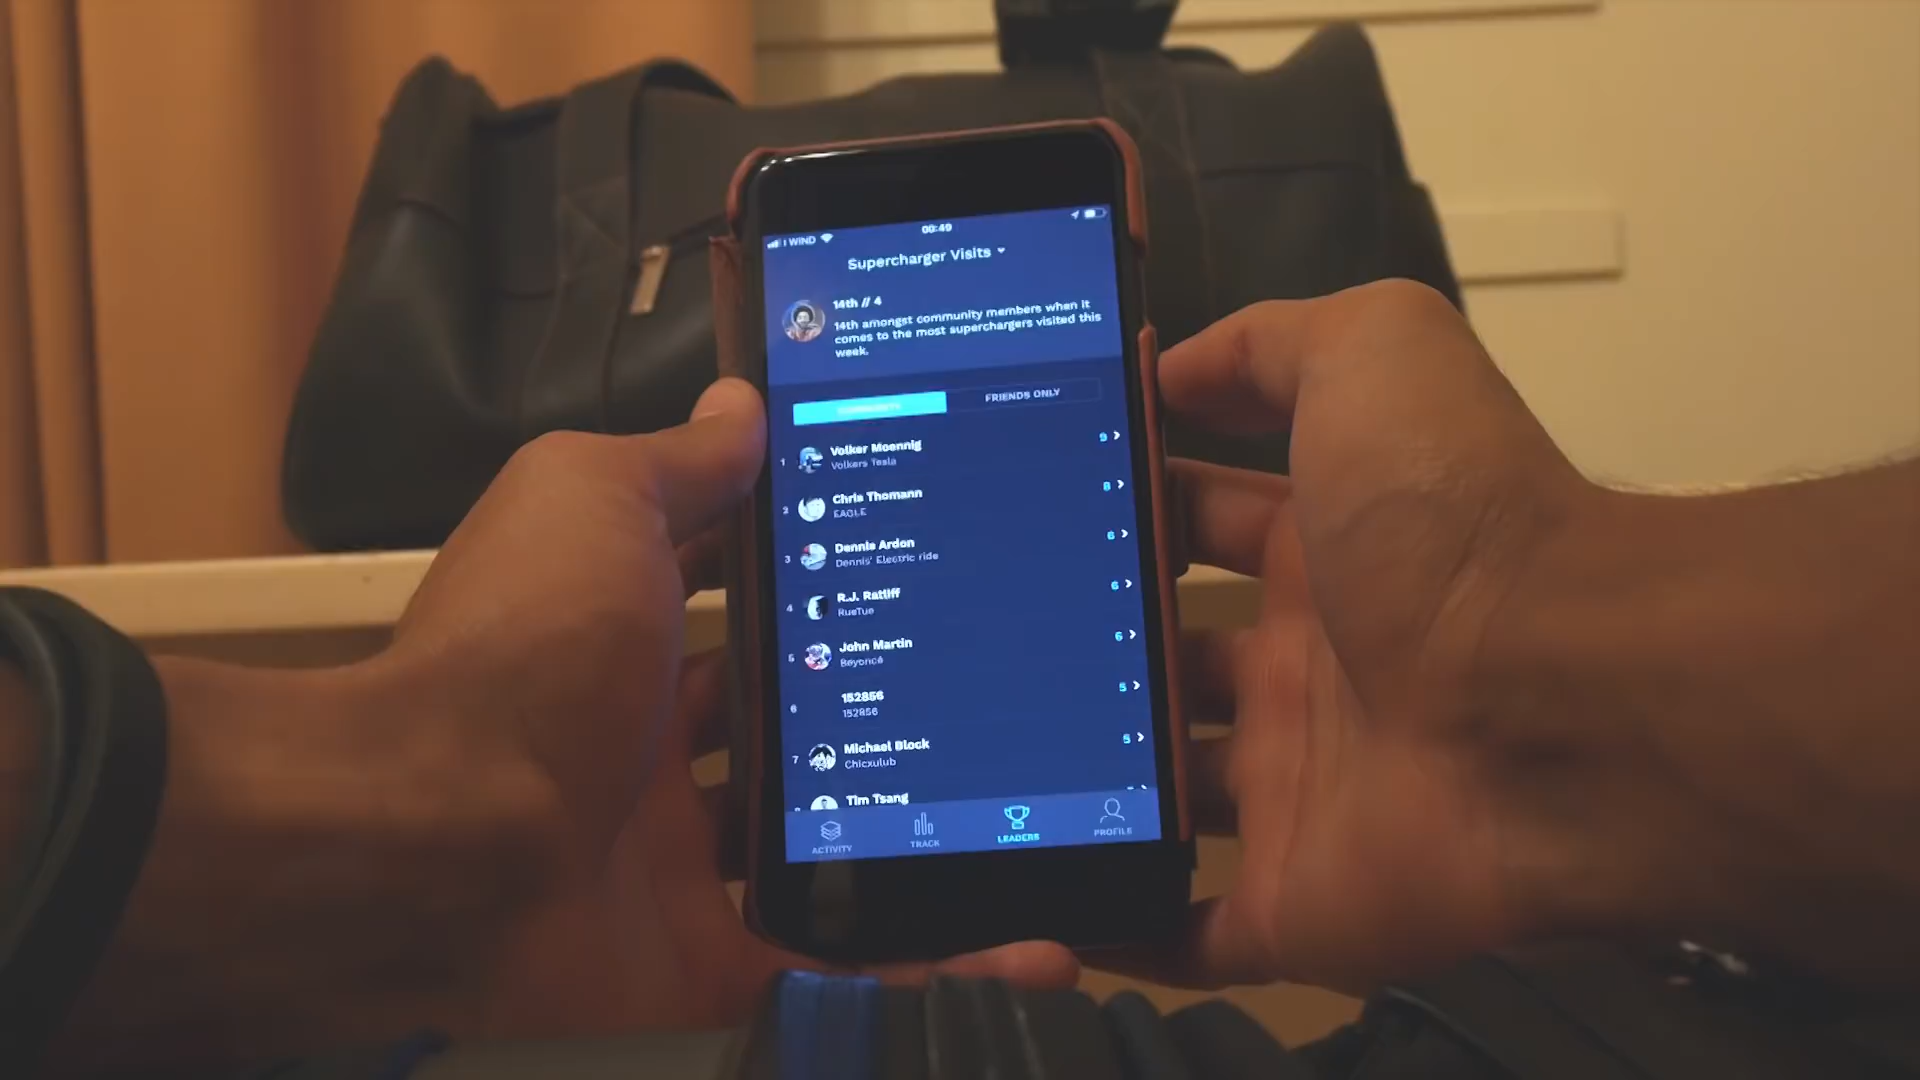 I WIND
00:49
Supercharger Visits
14th // 4
14th amongst community members when it
comes to the most superchargers visited this
week.
COMMUNITY
FRIENDS ONLY
1 Volker Moennig 9
Volkers Tesla
2 Chris Thomann 8
EAGLE
3 Dennis Ardon 6
Dennis' Electric ride
4 R.J. Ratliff 6
RueTue
5 John Martin 6
Beyoncé
6 152856 5
152856
7 Michael Block 5
Chicxulub
Tim Tsang
ACTIVITY
TRACK
LEADERS
PROFILE